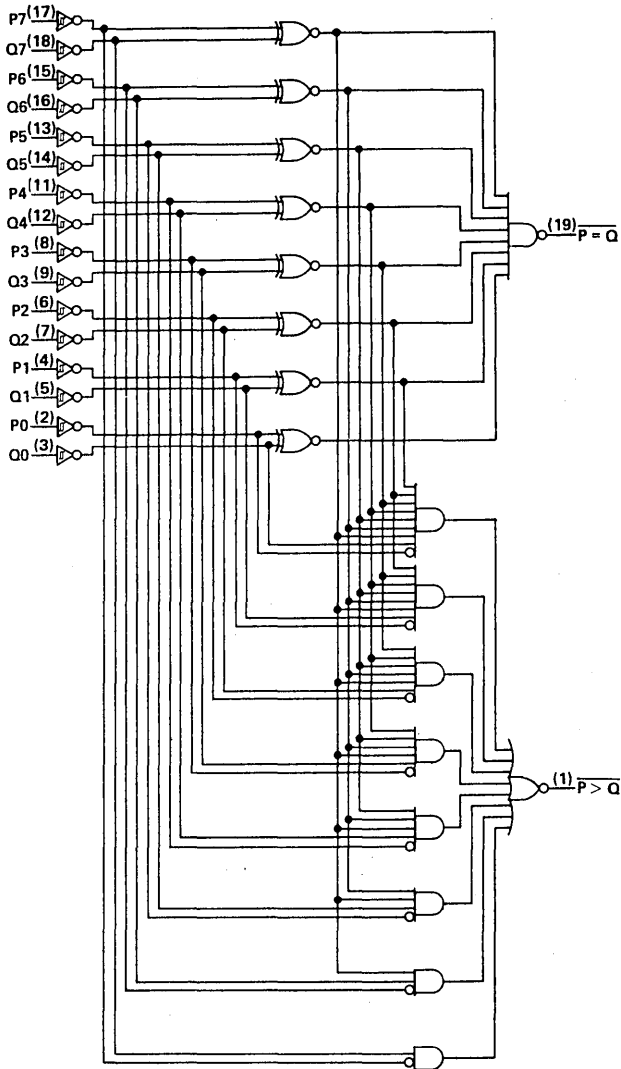 P7 (17)
Q7 (18)
P6 (15)
Q6 (16)
P5 (13)
Q5 (14)
P4 (11)
Q4 (12)
P3 (8)
Q3 (9)
P2 (6)
Q2 (7)
P1 (4)
Q1 (5)
P0 (2)
Q0 (3)
(19) P̅ ̅=̅ ̅Q̅
(1) P̅ ̅>̅ ̅Q̅